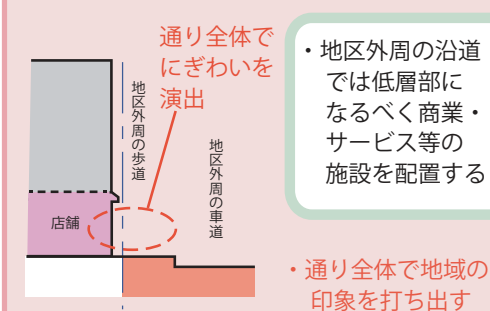 通り全体で
にぎわいを
演出
地区外周の歩道
地区外周の車道
店舗
・地区外周の沿道
では低層部に
なるべく商業・
サービス等の
施設を配置する
・通り全体で地域の
印象を打ち出す